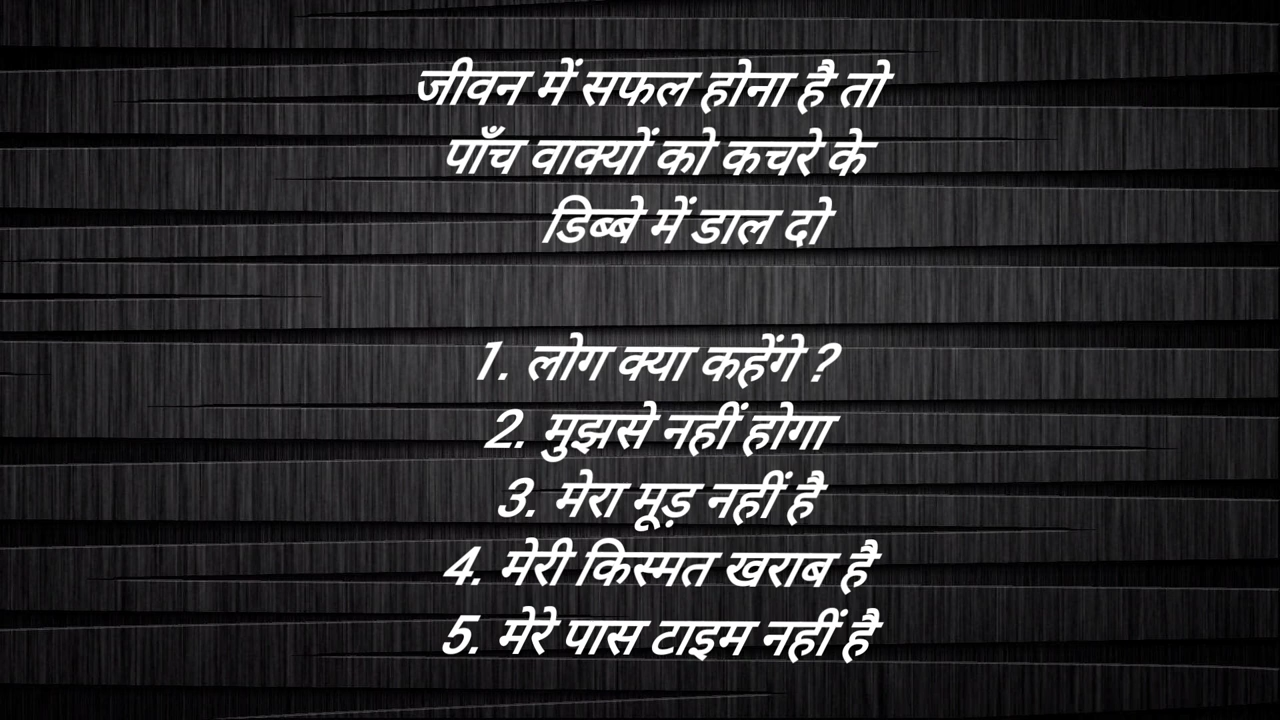 जीवन में सफल होना है तो
पाँच वाक्यों को कचरे के
डिब्बे में डाल दो
1. लोग क्या कहेंगे ?
2. मुझसे नहीं होगा
3. मेरा मूड़ नहीं है
4. मेरी किस्मत खराब है
5. मेरे पास टाइम नहीं है